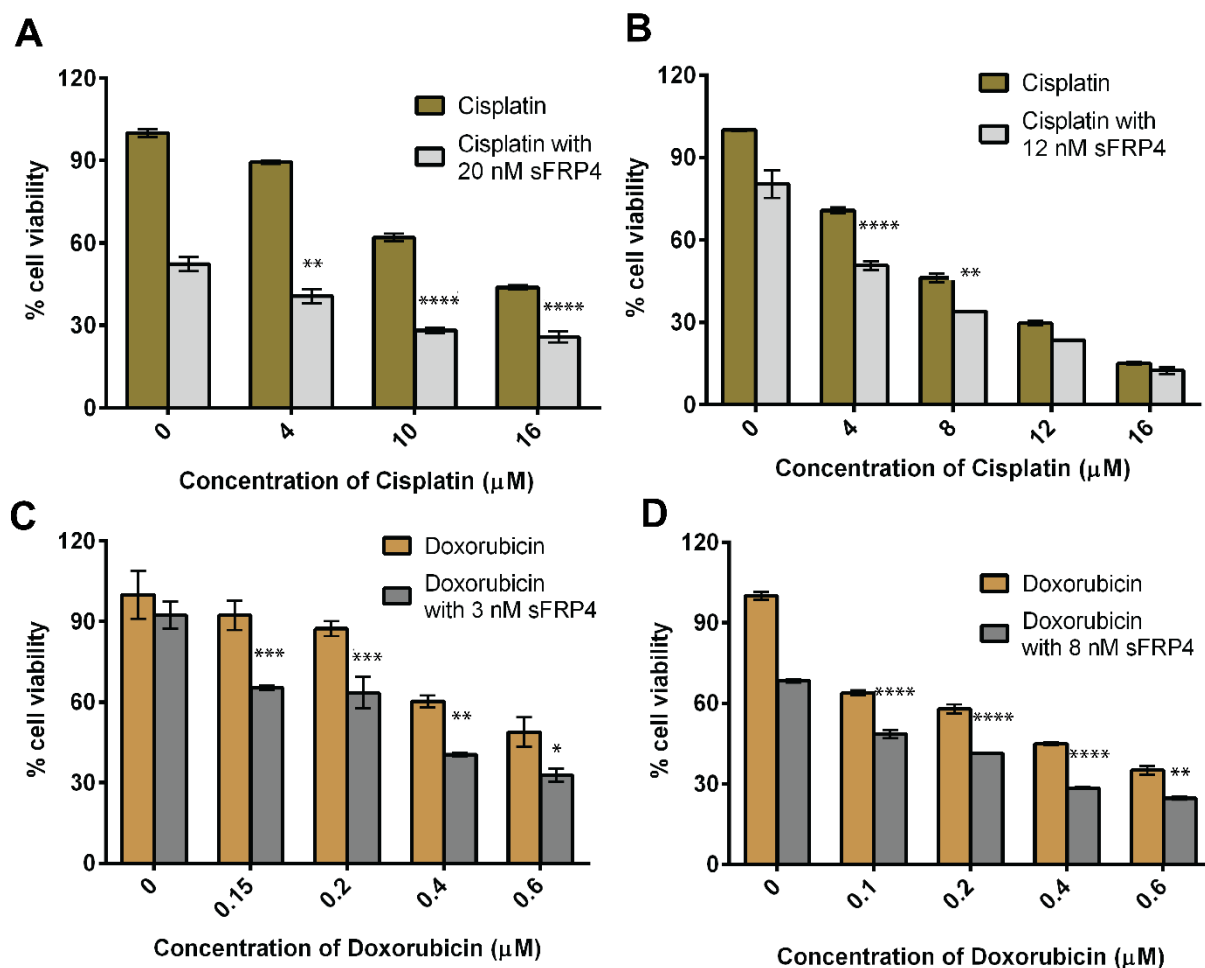 A
% cell viability
120
90
60
30
0
Cisplatin
Cisplatin with
20 nM sFRP4
**
****
****
0
4
10
16
Concentration of Cisplatin (μM)
B
% cell viability
120
90
60
30
0
Cisplatin
Cisplatin with
12 nM sFRP4
****
**
0
4
8
12
16
Concentration of Cisplatin (μM)
C
% cell viability
120
90
60
30
0
Doxorubicin
Doxorubicin
with 3 nM sFRP4
***
***
**
*
0
0.15
0.2
0.4
0.6
Concentration of Doxorubicin (μM)
D
% cell viability
120
90
60
30
0
Doxorubicin
Doxorubicin
with 8 nM sFRP4
****
****
****
**
0
0.1
0.2
0.4
0.6
Concentration of Doxorubicin (μM)